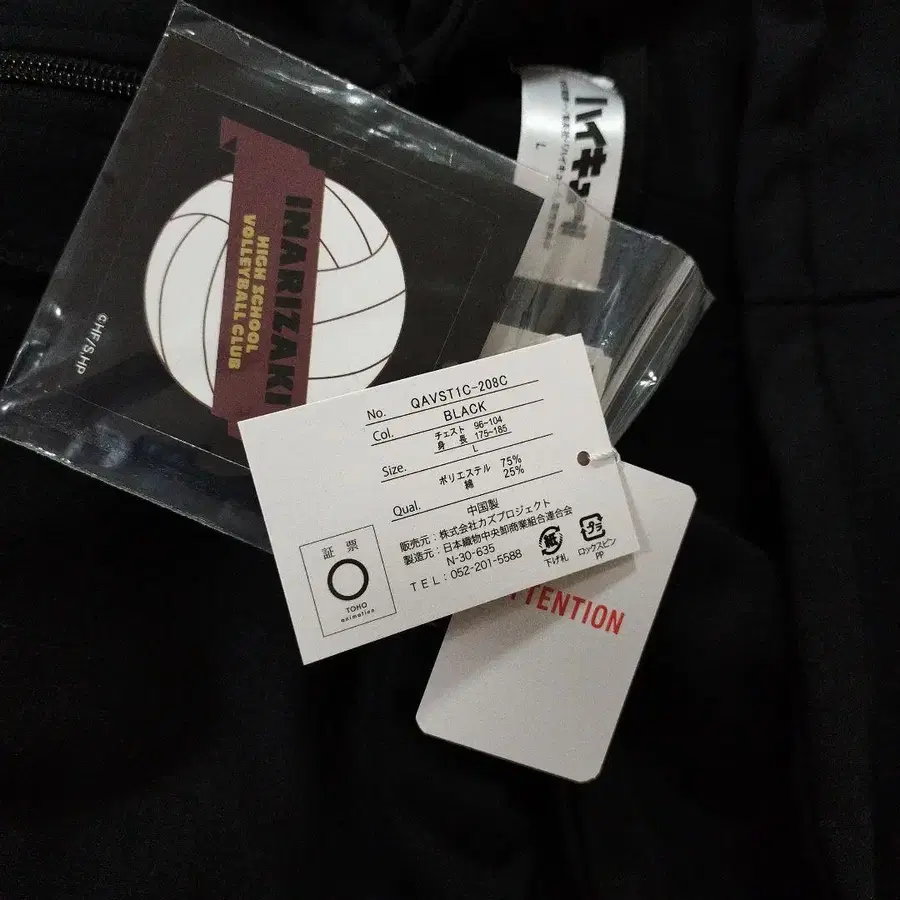 INARIZAKI
HIGH SCHOOL
VOLLEYBALL CLUB
©HF/S,HP
ハイキュー
L
No. QAVST1C-208C
Col. BLACK
チェスト 96-104
身長 175-185
Size. L
ポリエステル 75%
綿 25%
Qual.
中国製
販売元:株式会社カズプロジェクト
製造元:日本織物中央卸商業組合連合会
N-30-635
TEL:052-201-5588
証票
TOHO
animation
紙
下げ札
プラ
ロックスピン
PP
TTENTION